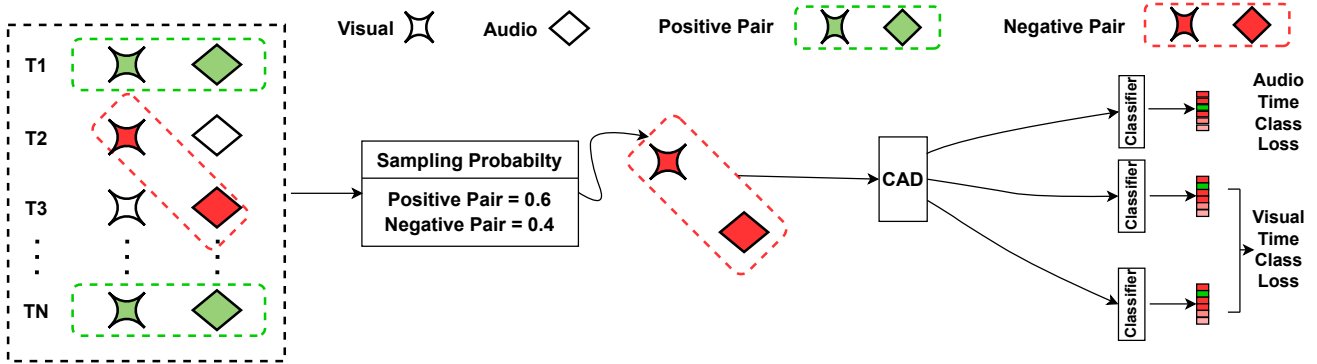 Visual
Audio
Positive Pair
Negative Pair
T1
T2
T3
TN
Sampling Probabilty
Positive Pair = 0.6
Negative Pair = 0.4
CAD
Classifier
Classifier
Classifier
Audio
Time
Class
Loss
Visual
Time
Class
Loss